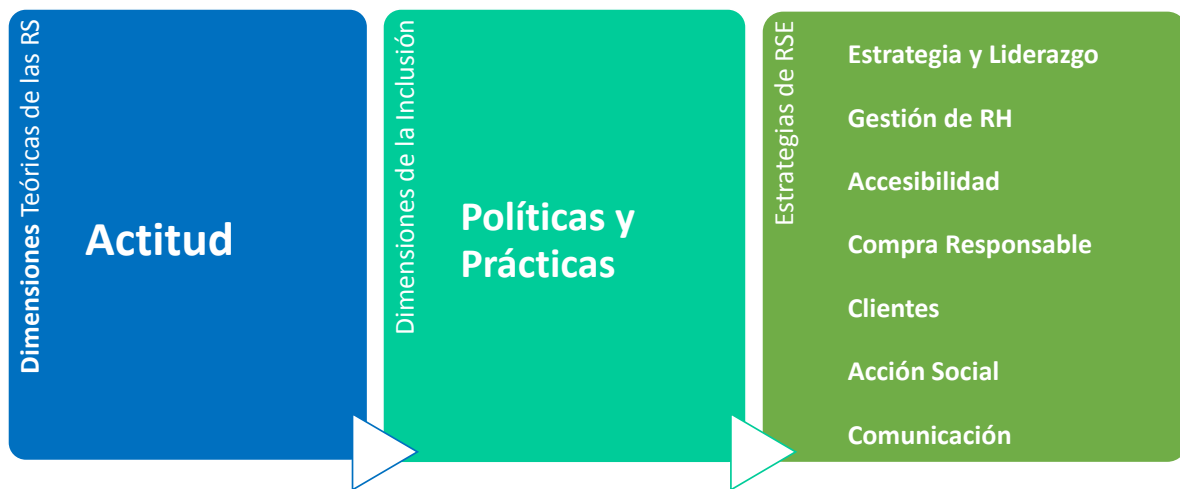 Dimensiones Teóricas de las RS
Actitud
Dimensiones de la Inclusión
Políticas y
Prácticas
Estrategias de RSE
Estrategia y Liderazgo
Gestión de RH
Accesibilidad
Compra Responsable
Clientes
Acción Social
Comunicación